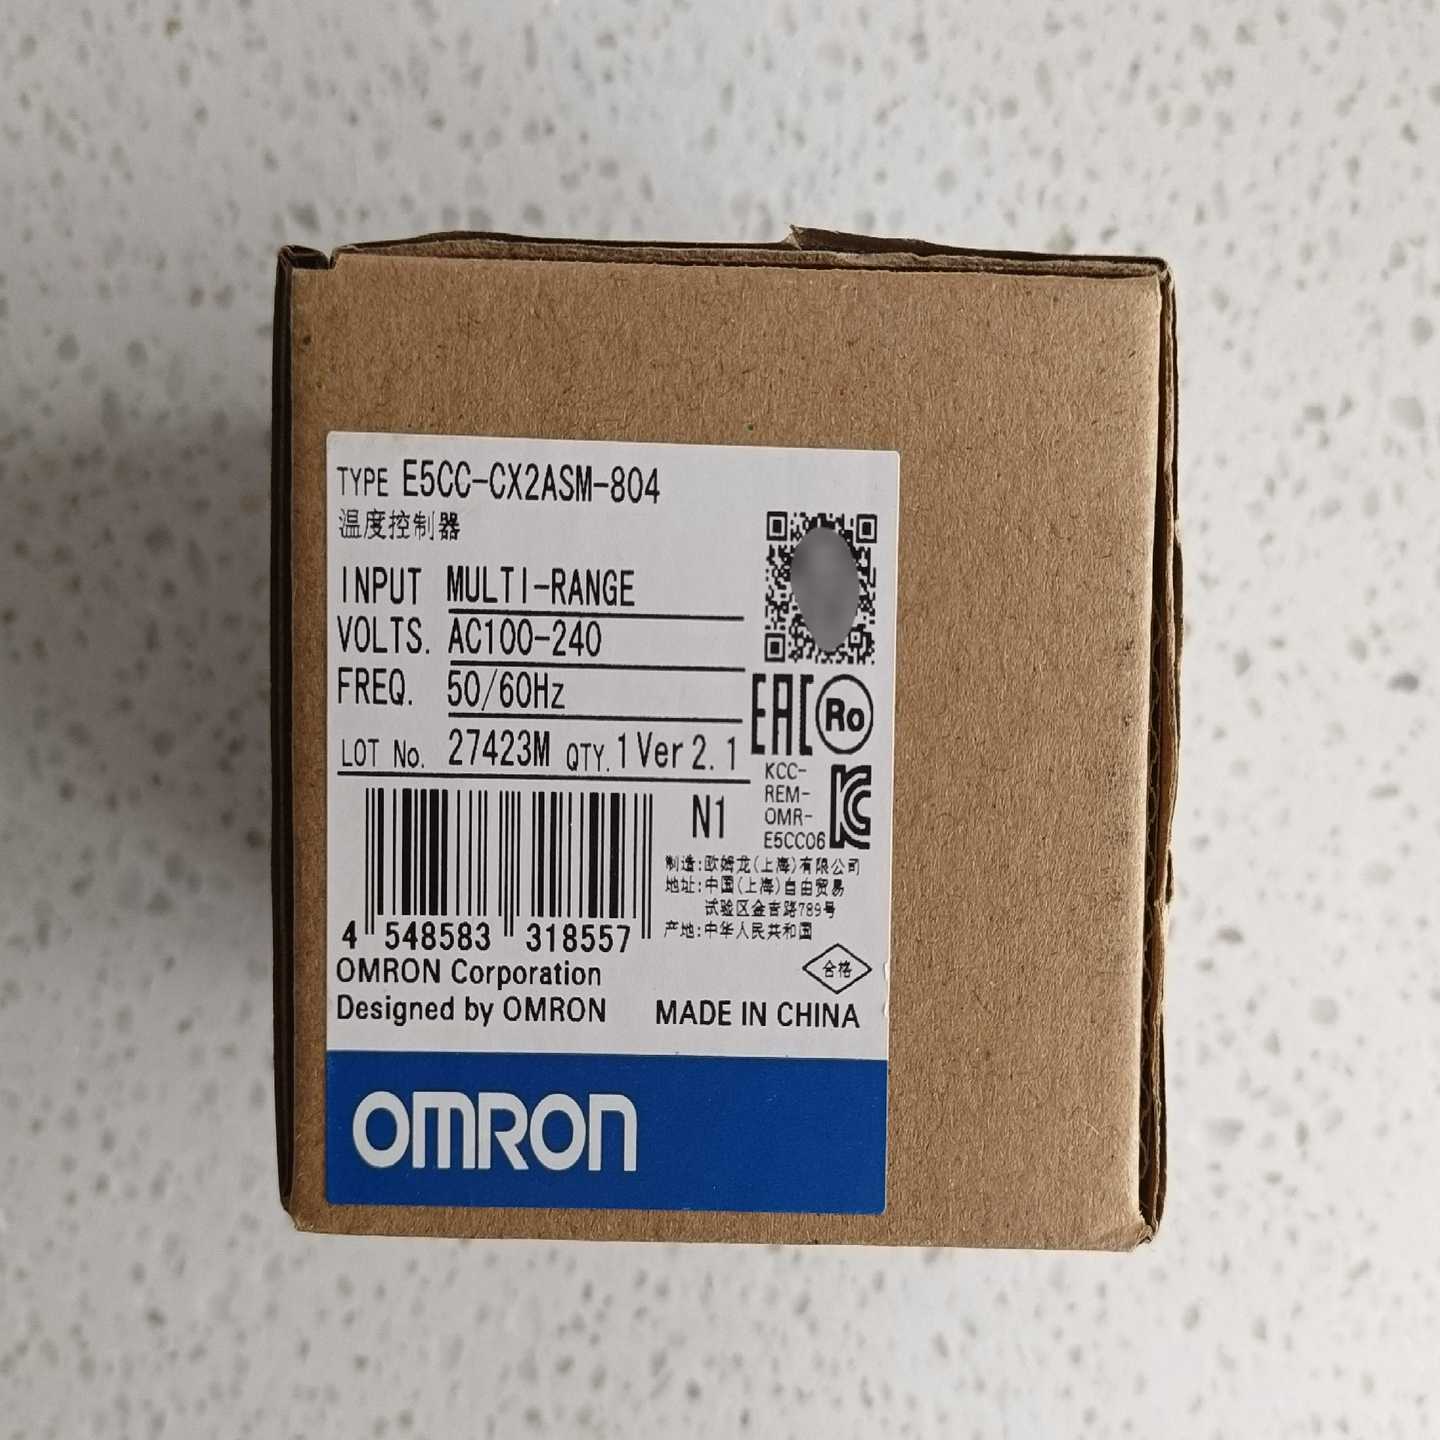 TYPE E5CC-CX2ASM-804
温度控制器
INPUT MULTI-RANGE
VOLTS. AC100-240
FREQ. 50/60Hz
LOT No. 27423M QTY. 1 Ver 2.1
EAC Ro
KCC-
REM-
OMR-
E5CC06
N1
制造:欧姆龙(上海)有限公司
地址:中国(上海)自由贸易
试验区金吉路789号
产地:中华人民共和国
4 548583 318557
OMRON Corporation
合格
Designed by OMRON MADE IN CHINA
OMRON